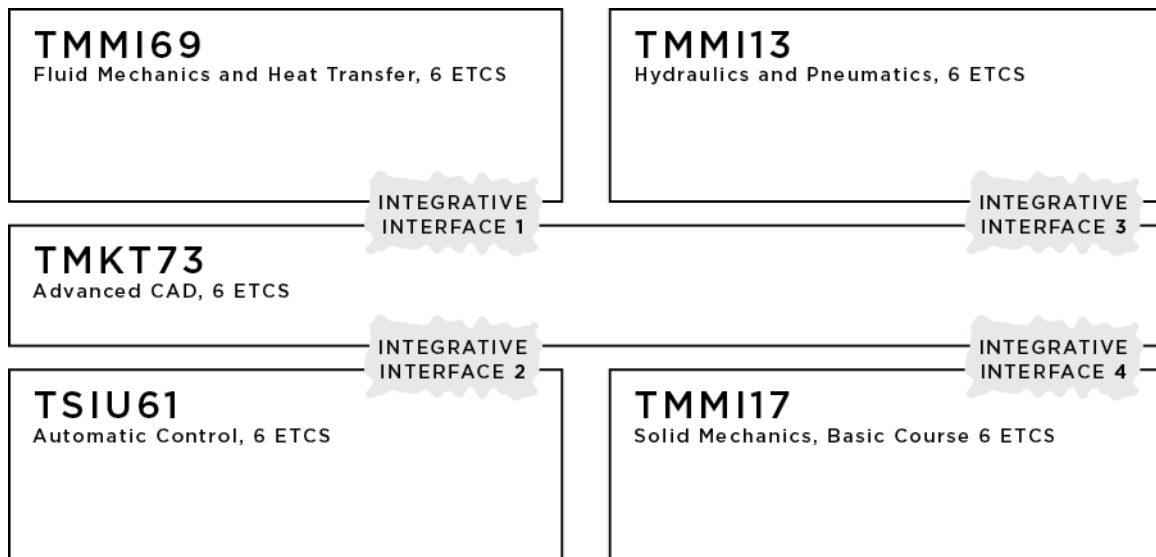 TMMI69
Fluid Mechanics and Heat Transfer, 6 ETCS
TMMI13
Hydraulics and Pneumatics, 6 ETCS
INTEGRATIVE
INTERFACE 1
INTEGRATIVE
INTERFACE 3
TMKT73
Advanced CAD, 6 ETCS
INTEGRATIVE
INTERFACE 2
INTEGRATIVE
INTERFACE 4
TSIU61
Automatic Control, 6 ETCS
TMMI17
Solid Mechanics, Basic Course 6 ETCS